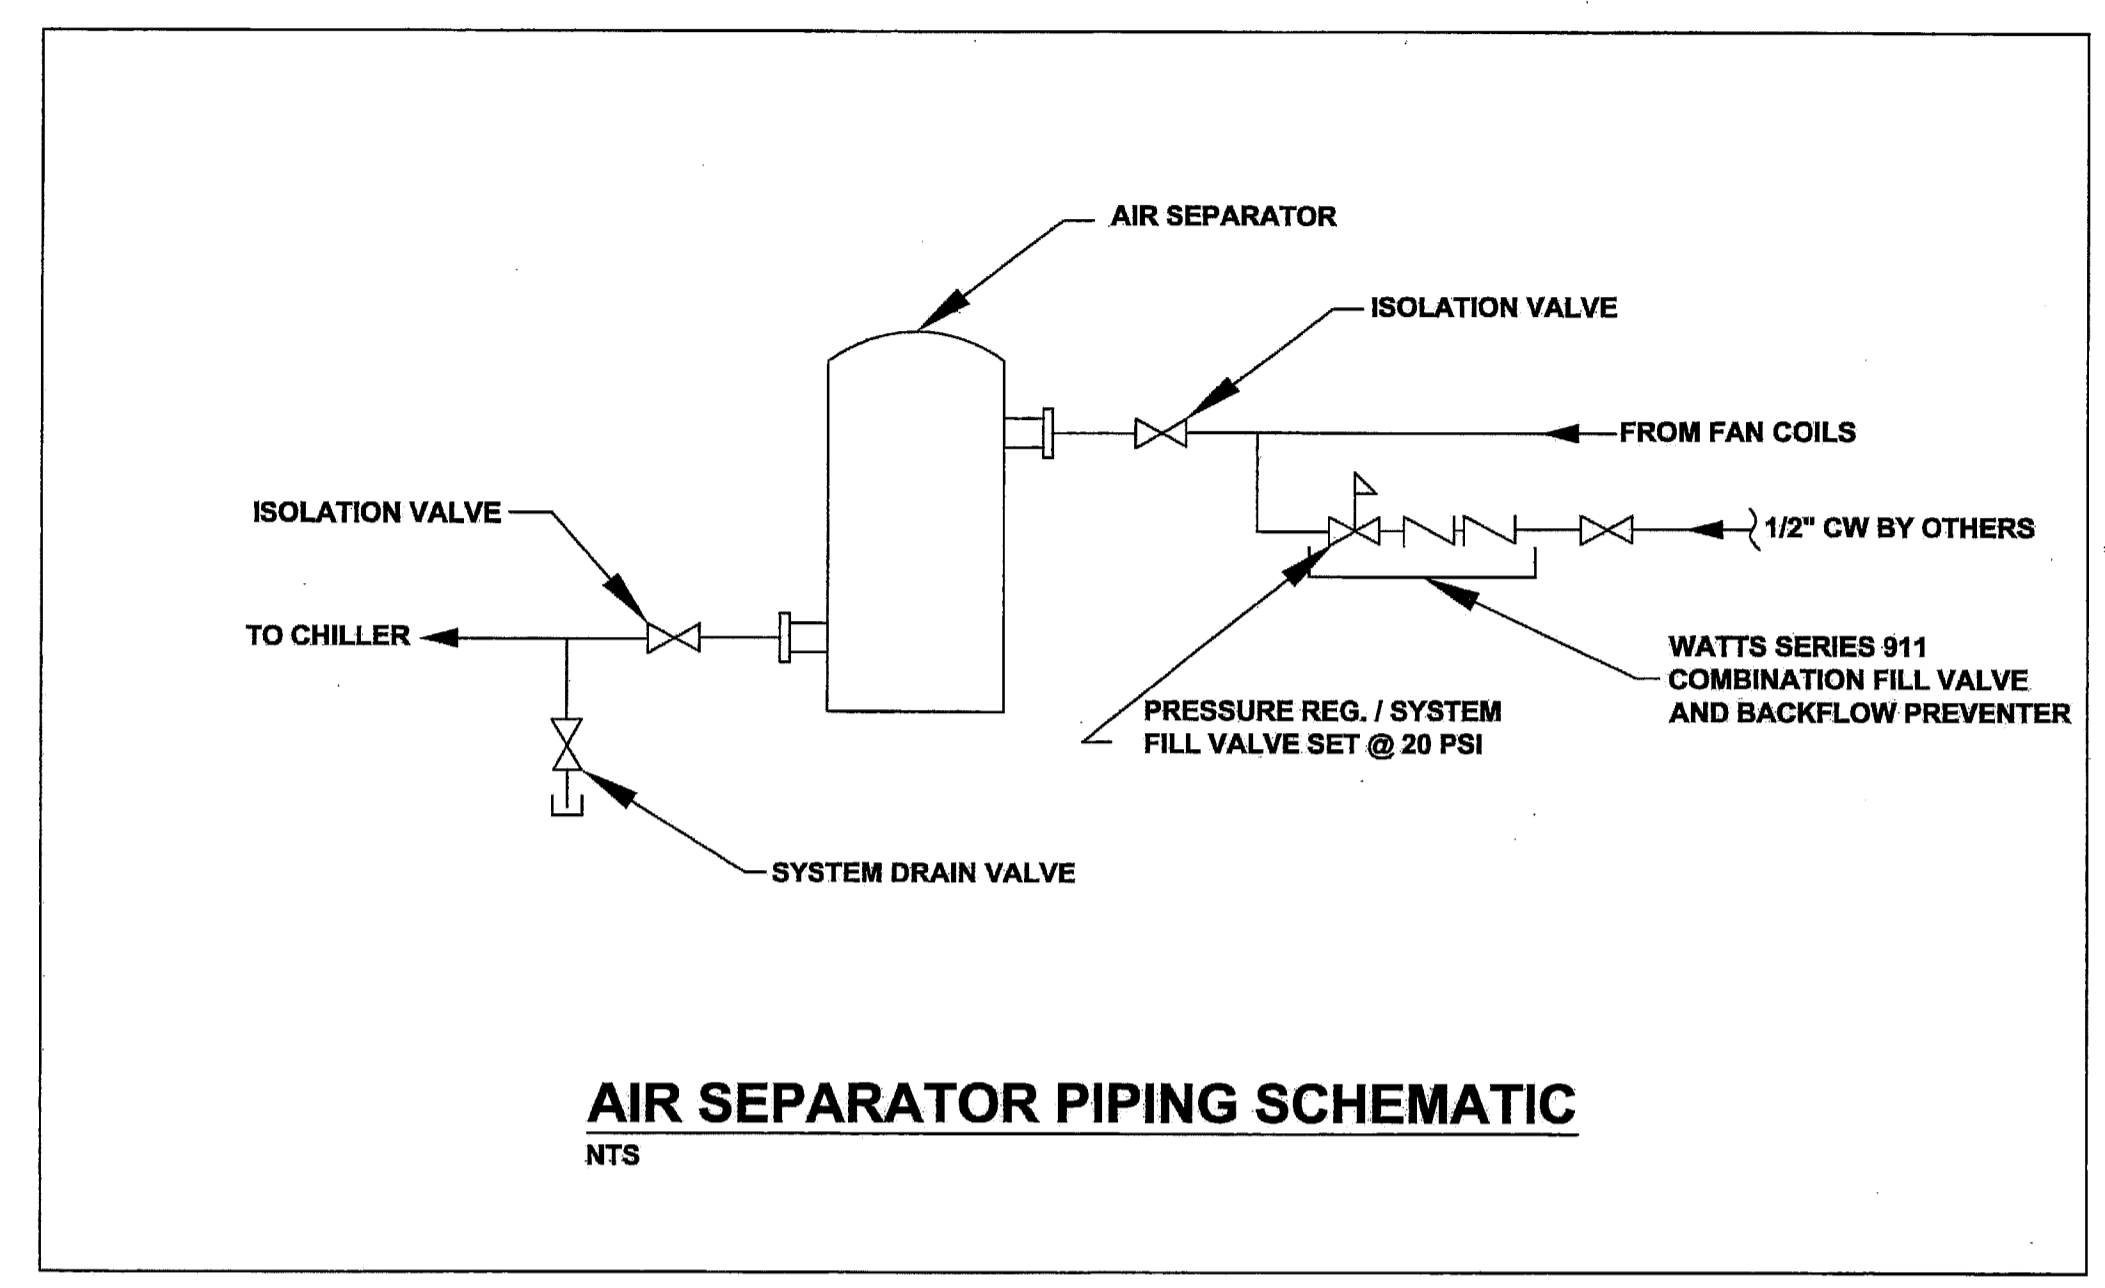 AIR SEPARATOR
ISOLATION VALVE
FROM FAN COILS
ISOLATION VALVE
1/2" CW BY OTHERS
TO CHILLER
WATTS SERIES 911
COMBINATION FILL VALVE
AND BACKFLOW PREVENTER
PRESSURE REG. / SYSTEM
FILL VALVE SET @ 20 PSI
SYSTEM DRAIN VALVE
AIR SEPARATOR PIPING SCHEMATIC
NTS